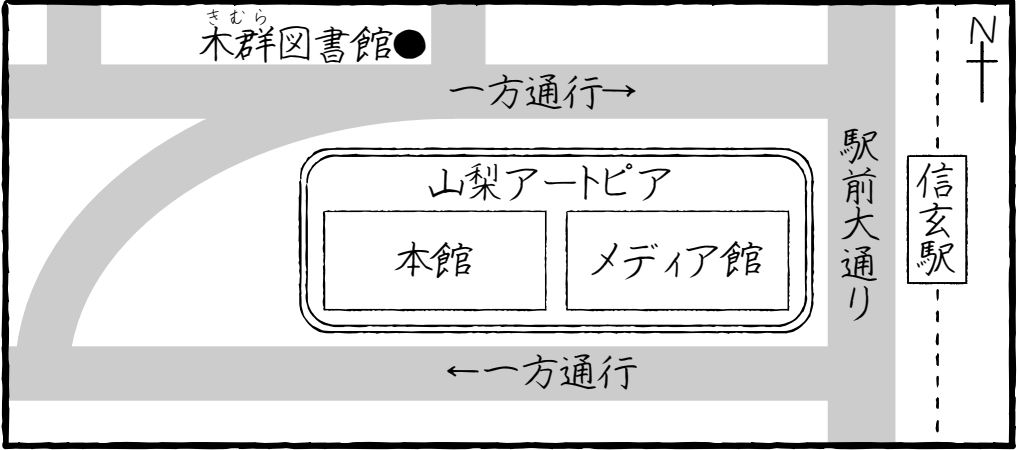 きむら
木群図書館
N
一方通行→
駅前大通り
信玄駅
山梨アートピア
本館
メディア館
←一方通行